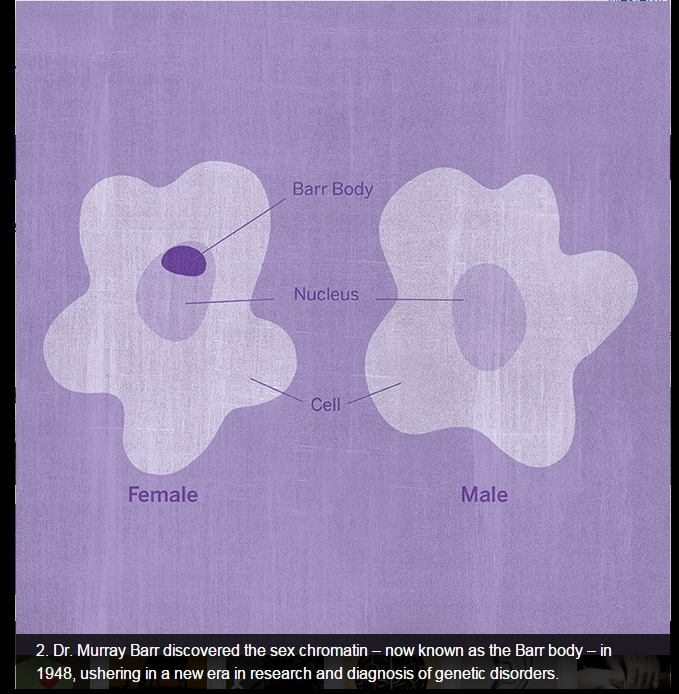 Barr Body
Nucleus
Cell
Female
Male
2. Dr. Murray Barr discovered the sex chromatin – now known as the Barr body – in
1948, ushering in a new era in research and diagnosis of genetic disorders.